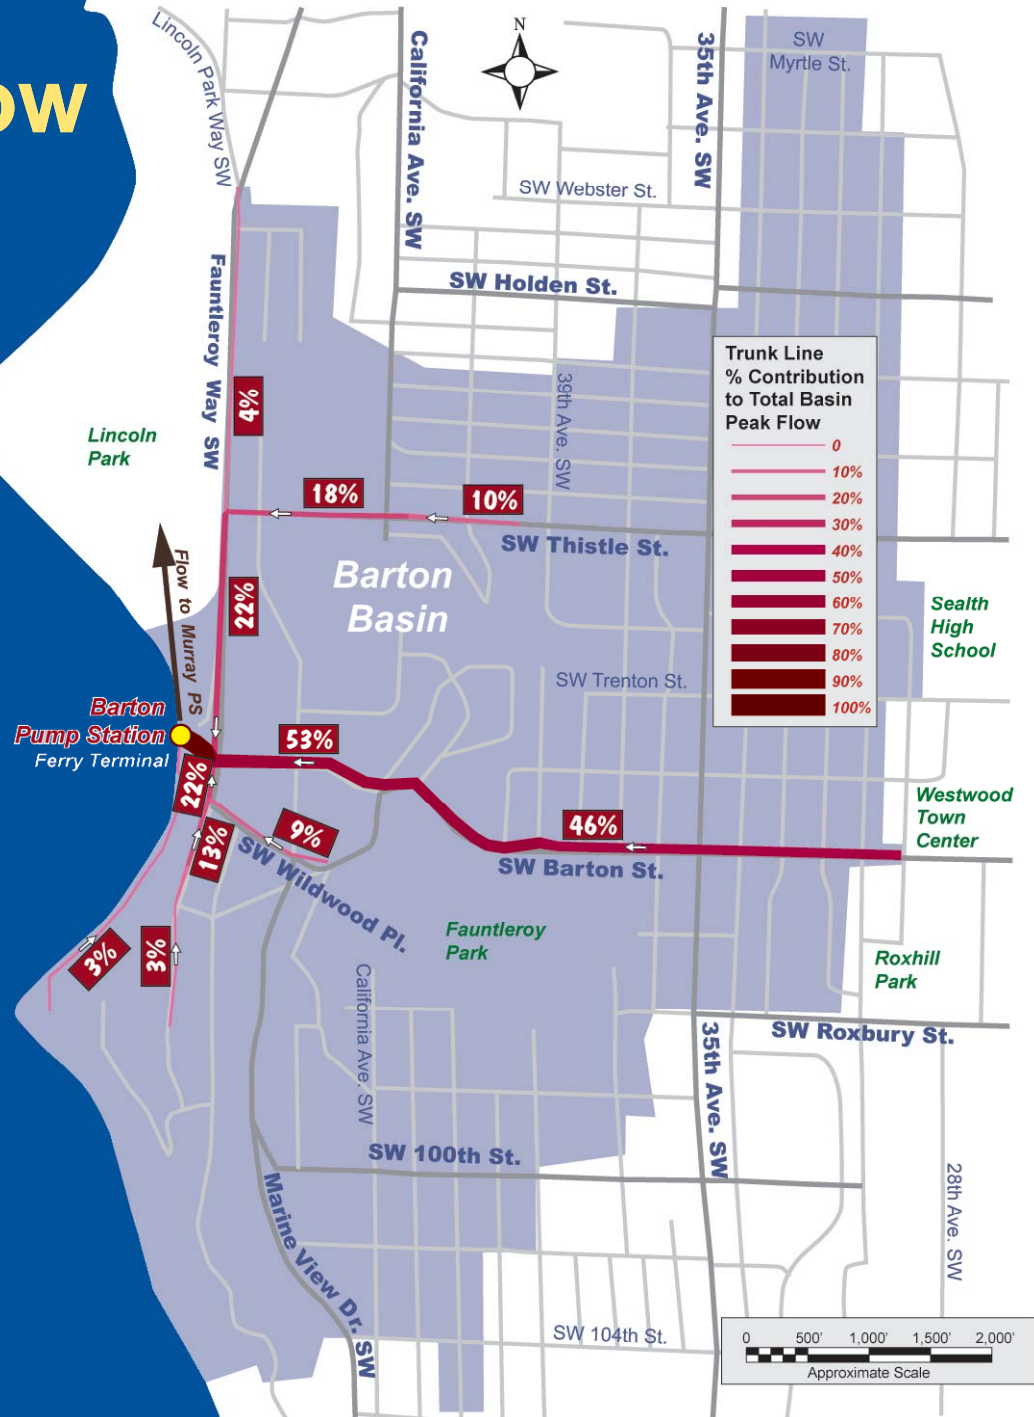 ow
N
Lincoln Park Way SW
California Ave. SW
35th Ave. SW
SW
Myrtle St.
SW Webster St.
Fauntleroy Way SW
SW Holden St.
Trunk Line
% Contribution
to Total Basin
Peak Flow
0
10%
20%
30%
40%
50%
60%
70%
80%
90%
100%
39th Ave. SW
4%
Lincoln
Park
18%
10%
SW Thistle St.
Barton
Basin
22%
Flow to Murray PS
Sealth
High
School
SW Trenton St.
Barton
Pump Station
Ferry Terminal
53%
22%
Westwood
Town
Center
46%
SW Barton St.
9%
13%
SW Wildwood Pl.
Fauntleroy
Park
3%
3%
Roxhill
Park
California Ave. SW
SW Roxbury St.
35th Ave. SW
SW 100th St.
28th Ave. SW
Marine View Dr. SW
SW 104th St.
0 500' 1,000' 1,500' 2,000'
Approximate Scale